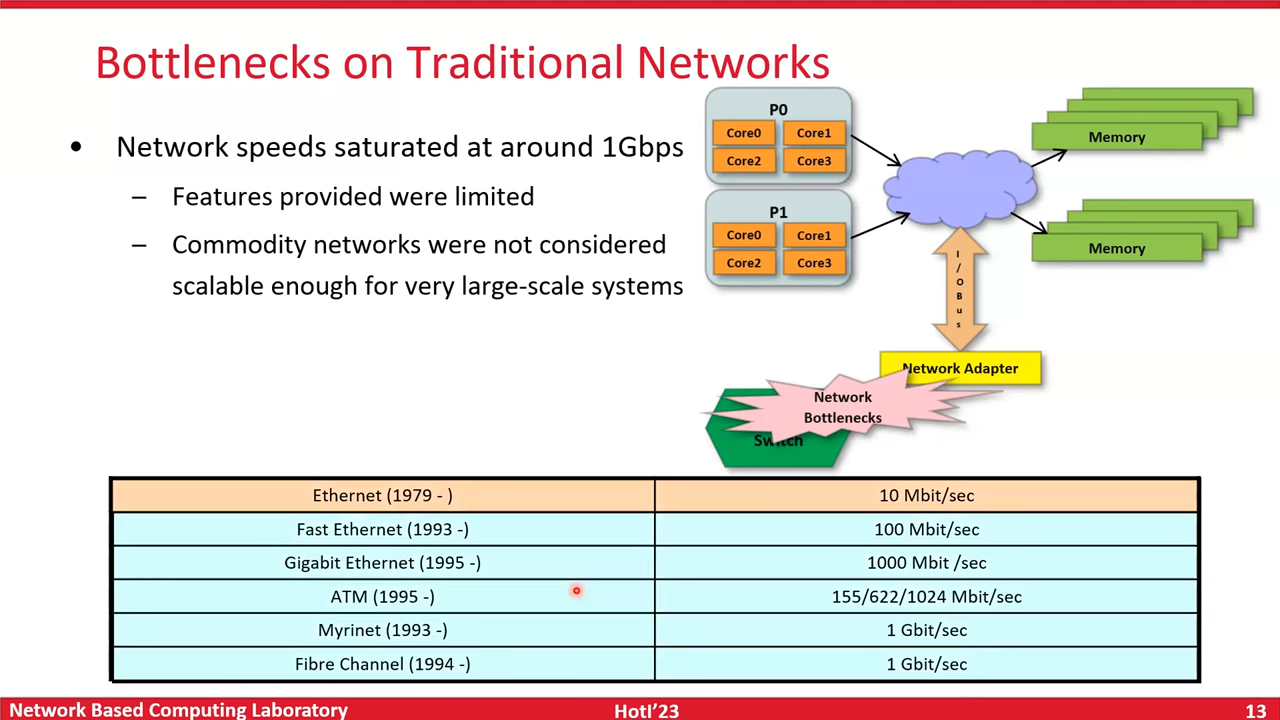 Bottlenecks on Traditional Networks
• Network speeds saturated at around 1Gbps
– Features provided were limited
– Commodity networks were not considered
scalable enough for very large-scale systems
P0
Core0 Core1
Core2 Core3
P1
Core0 Core1
Core2 Core3
Memory
Memory
I/O Bus
Network Adapter
Network
Bottlenecks
Switch
Ethernet (1979 - ) 10 Mbit/sec
Fast Ethernet (1993 -) 100 Mbit/sec
Gigabit Ethernet (1995 -) 1000 Mbit /sec
ATM (1995 -) 155/622/1024 Mbit/sec
Myrinet (1993 -) 1 Gbit/sec
Fibre Channel (1994 -) 1 Gbit/sec
Network Based Computing Laboratory HotI’23 13